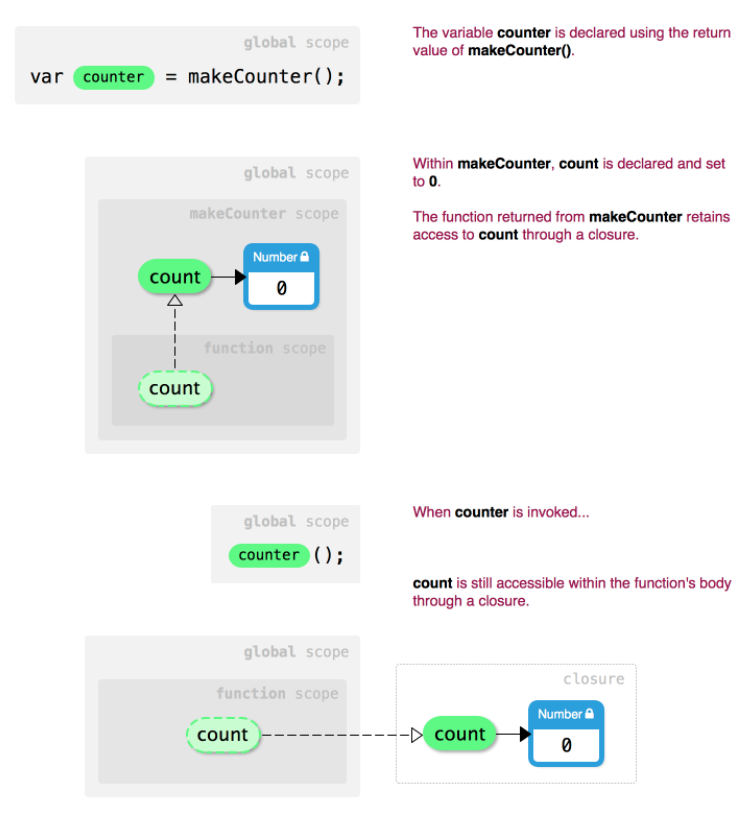 global scope
var counter = makeCounter();
The variable counter is declared using the return
value of makeCounter().
global scope
makeCounter scope
count
Number
0
function scope
count
Within makeCounter, count is declared and set
to 0.
The function returned from makeCounter retains
access to count through a closure.
global scope
counter();
When counter is invoked...
count is still accessible within the function's body
through a closure.
global scope
function scope
count
closure
count
Number
0